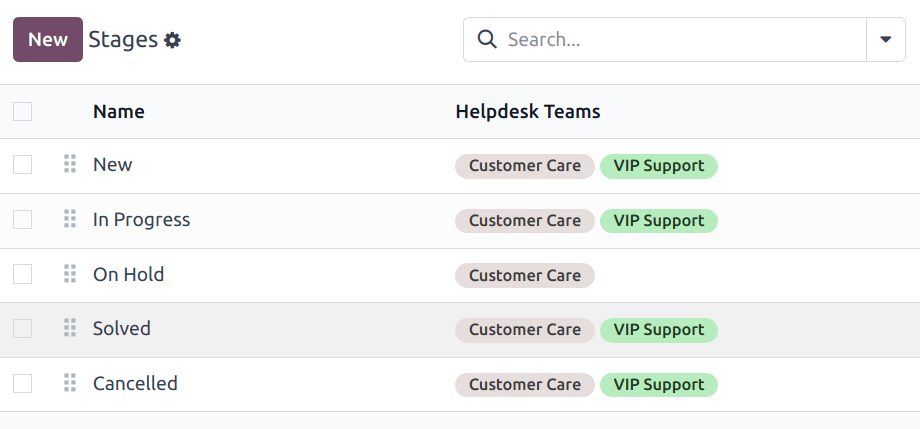 New Stages Search...
Name Helpdesk Teams
New Customer Care VIP Support
In Progress Customer Care VIP Support
On Hold Customer Care
Solved Customer Care VIP Support
Cancelled Customer Care VIP Support